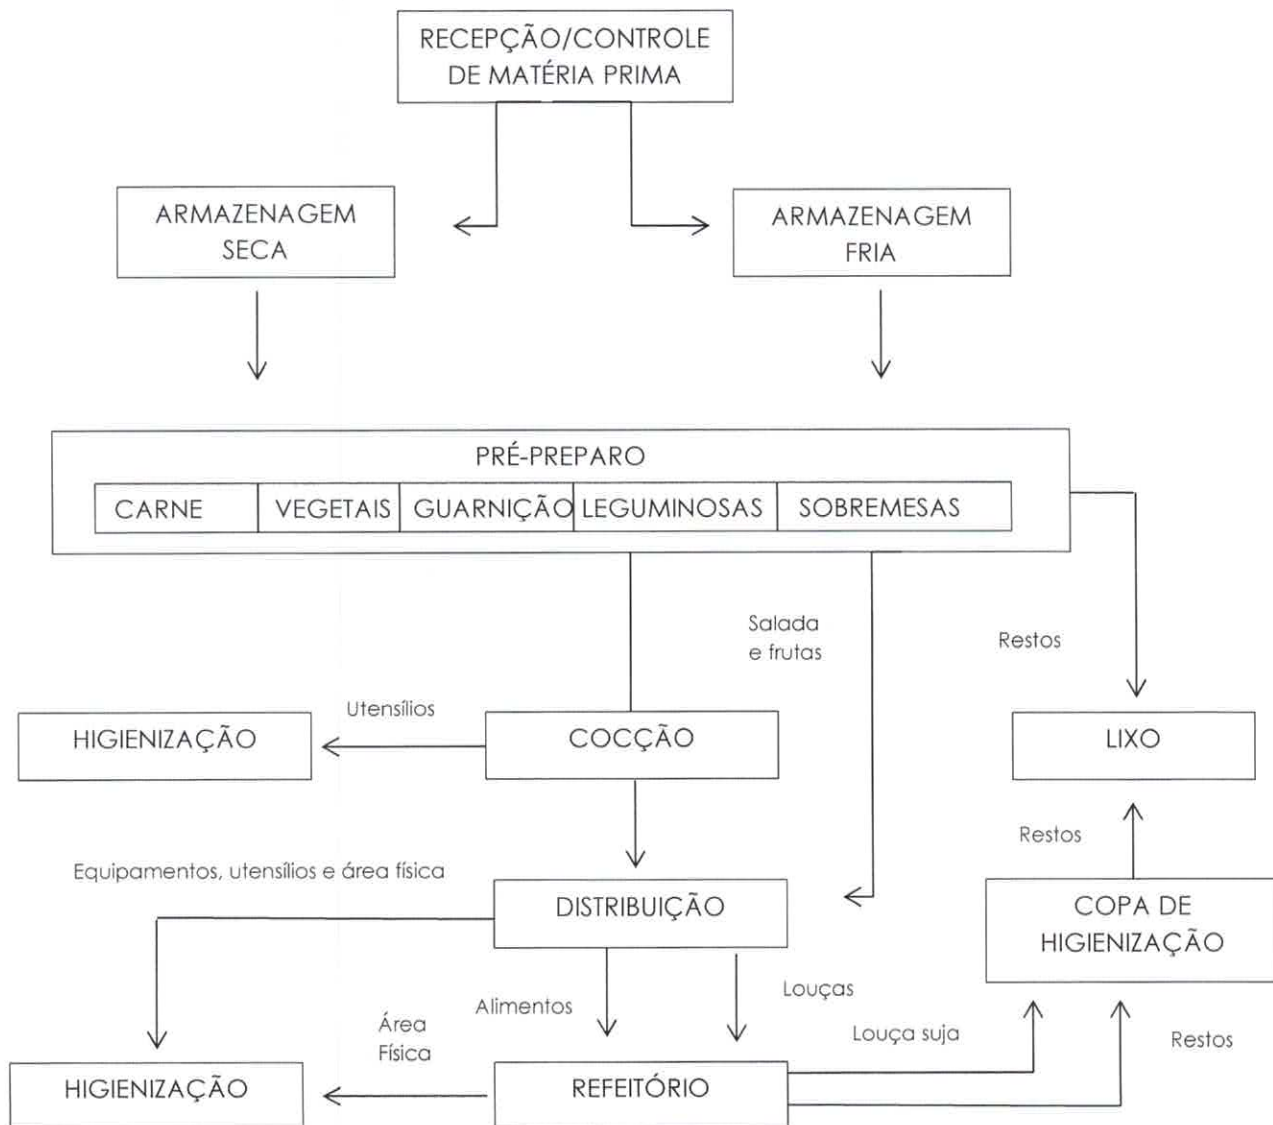 RECEPÇÃO/CONTROLE
DE MATÉRIA PRIMA
ARMAZENAGEM
SECA
ARMAZENAGEM
FRIA
PRÉ-PREPARO
CARNE
VEGETAIS
GUARNIÇÃO
LEGUMINOSAS
SOBREMESAS
Salada
e frutas
Restos
Utensílios
HIGIENIZAÇÃO
COCÇÃO
LIXO
Restos
Equipamentos, utensílios e área física
DISTRIBUIÇÃO
COPA DE
HIGIENIZAÇÃO
Alimentos
Louças
Área
Física
Louça suja
Restos
HIGIENIZAÇÃO
REFEITÓRIO